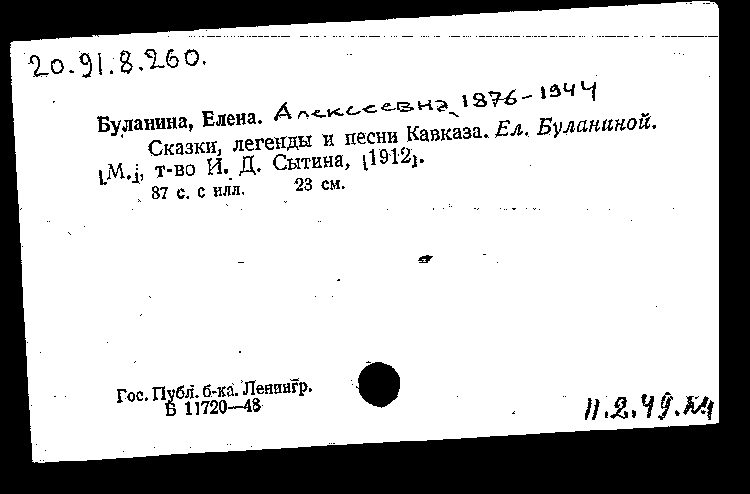 20.91.8.260.
Буланина, Елена. Алексеевна, 1876-1944
Сказки, легенды и песни Кавказа. Ел. Буланиной.
[М.], т-во И. Д. Сытина, [1912].
87 с. с илл. 23 см.
Гос. Публ. б-ка. Ленингр.
Б 11720—48
11.2.49.